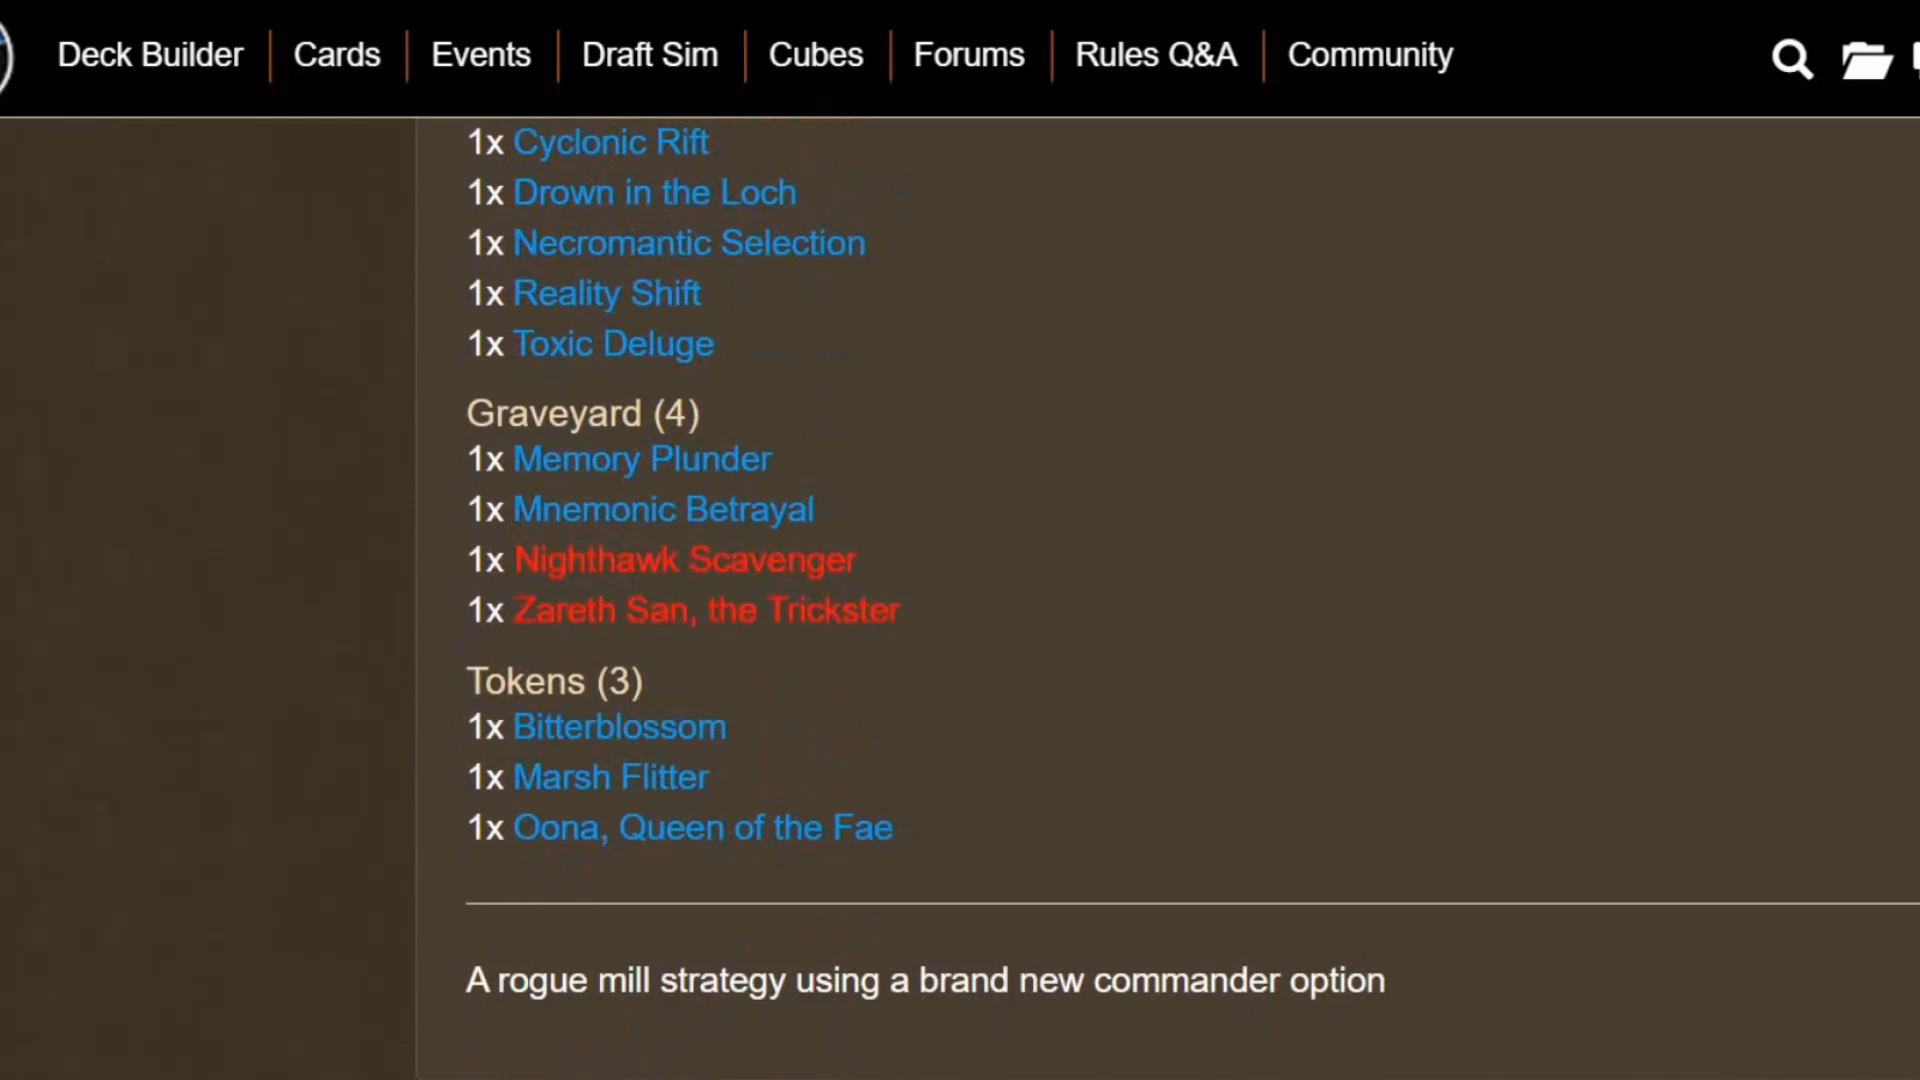 Deck Builder Cards Events Draft Sim Cubes Forums Rules Q&A Community
1x Cyclonic Rift
1x Drown in the Loch
1x Necromantic Selection
1x Reality Shift
1x Toxic Deluge
Graveyard (4)
1x Memory Plunder
1x Mnemonic Betrayal
1x Nighthawk Scavenger
1x Zareth San, the Trickster
Tokens (3)
1x Bitterblossom
1x Marsh Flitter
1x Oona, Queen of the Fae
A rogue mill strategy using a brand new commander option